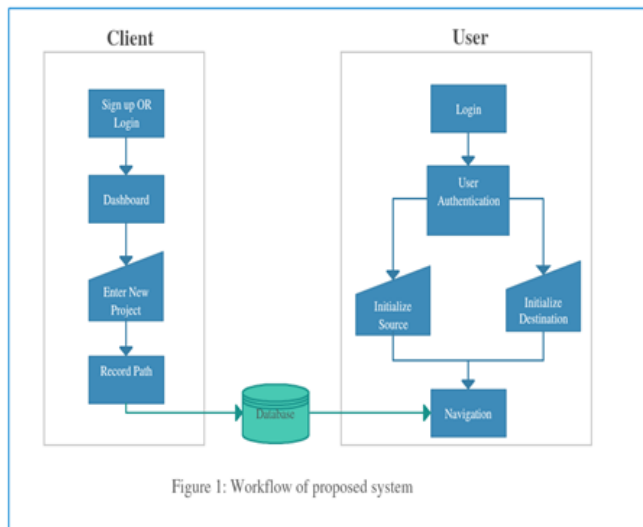 Client
Sign up OR
Login
Dashboard
Enter New
Project
Record Path
Database
User
Login
User
Authentication
Initialize
Source
Initialize
Destination
Navigation
Figure 1: Workflow of proposed system